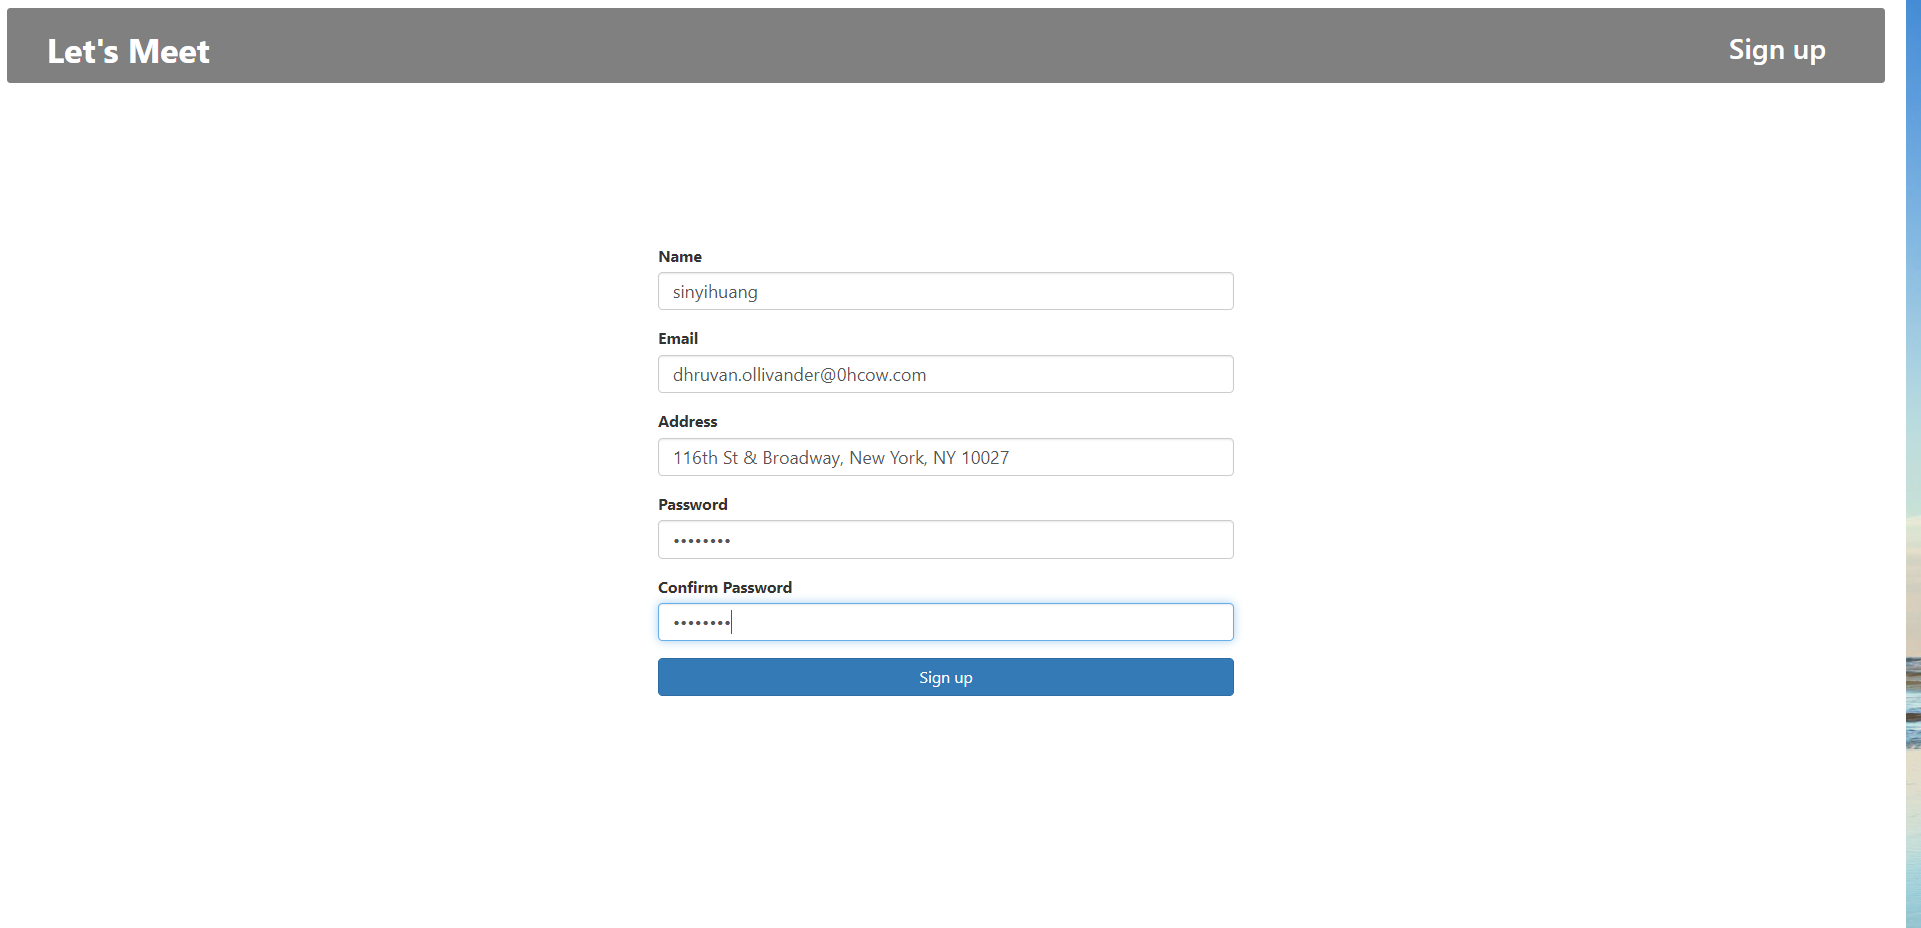 Let's Meet
Sign up
Name
sinyihuang
Email
dhruvan.ollivander@0hcow.com
Address
116th St & Broadway, New York, NY 10027
Password
••••••••
Confirm Password
••••••••
Sign up